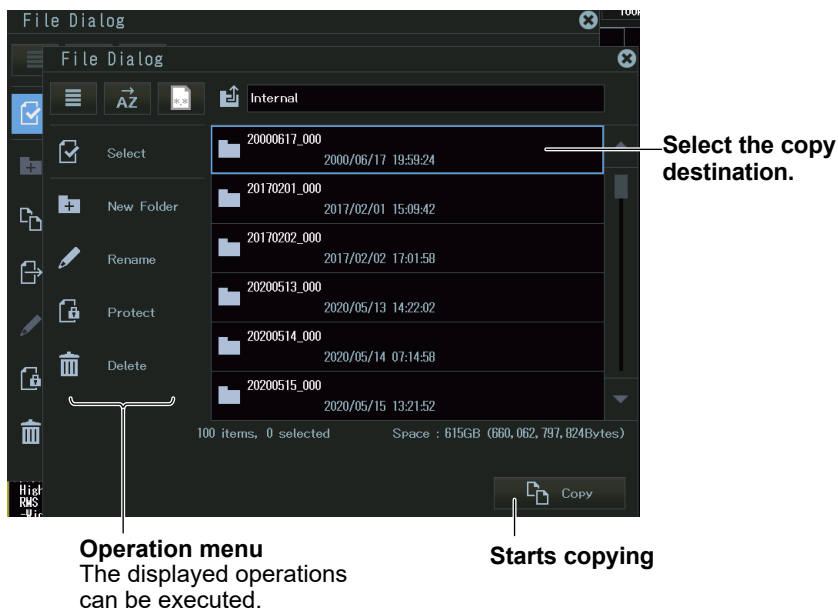 File Dialog
File Dialog
AZ
*.*
Internal
Select
New Folder
Rename
Protect
Delete
20000617_000
2000/06/17 19:59:24
20170201_000
2017/02/01 15:09:42
20170202_000
2017/02/02 17:01:58
20200513_000
2020/05/13 14:22:02
20200514_000
2020/05/14 07:14:58
20200515_000
2020/05/15 13:21:52
100 items, 0 selected
Space : 615GB (660,062,797,824Bytes)
Copy
RMS
Select the copy
destination.
Operation menu
The displayed operations
can be executed.
Starts copying